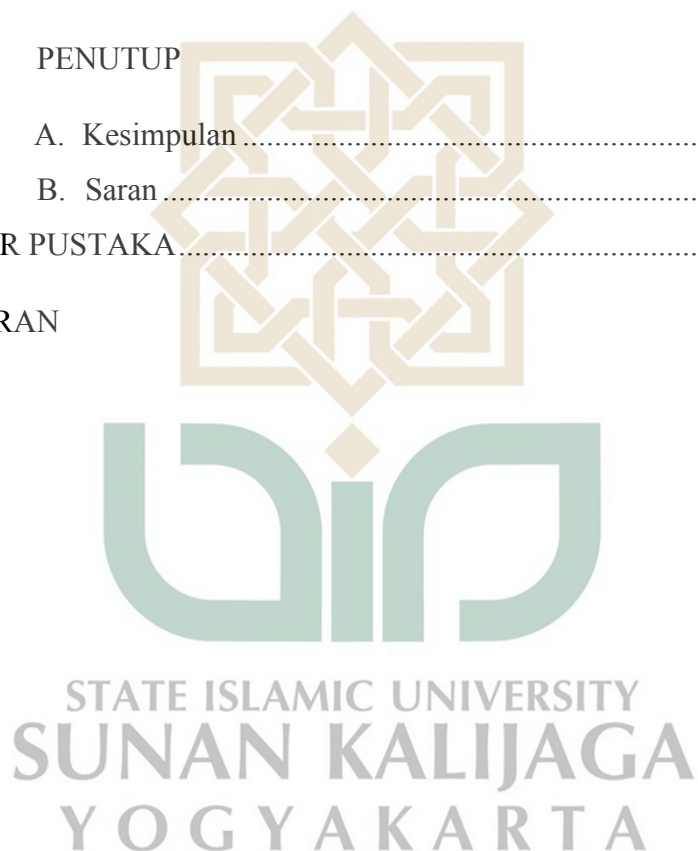 PENUTUP
A. Kesimpulan ........................................................
B. Saran ..................................................................
R PUSTAKA................................................................
RAN
STATE ISLAMIC UNIVERSITY
SUNAN KALIJAGA
YOGYAKARTA